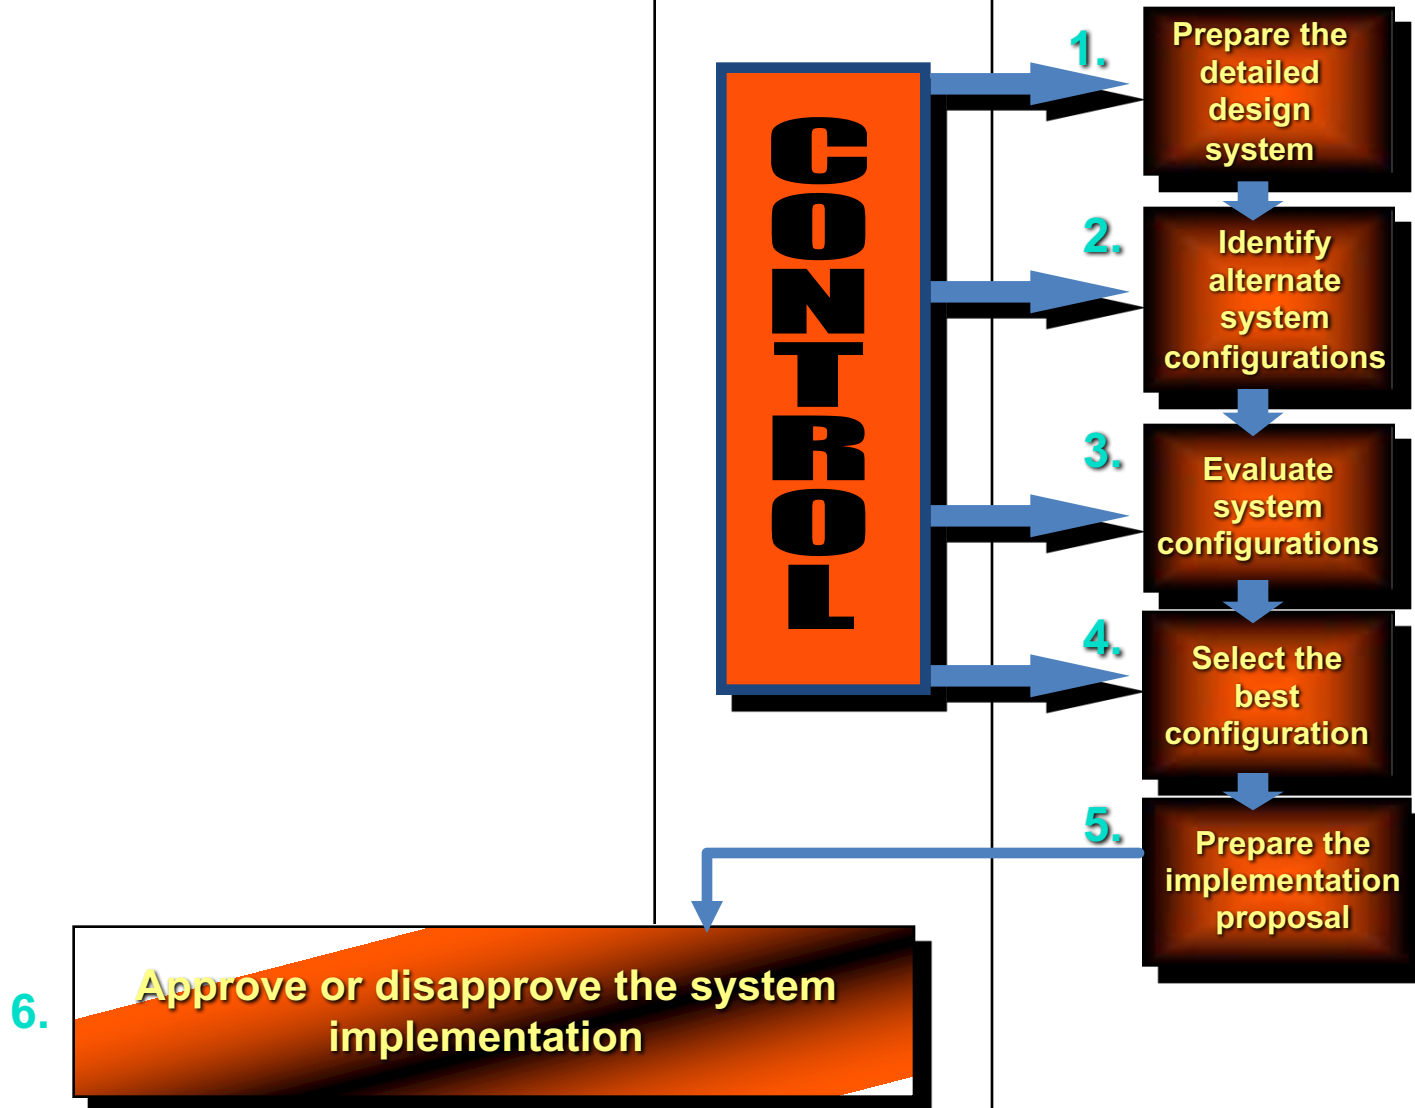 CONTROL
1.
Prepare the
detailed
design
system
2.
Identify
alternate
system
configurations
3.
Evaluate
system
configurations
4.
Select the
best
configuration
5.
Prepare the
implementation
proposal
6.
Approve or disapprove the system
implementation